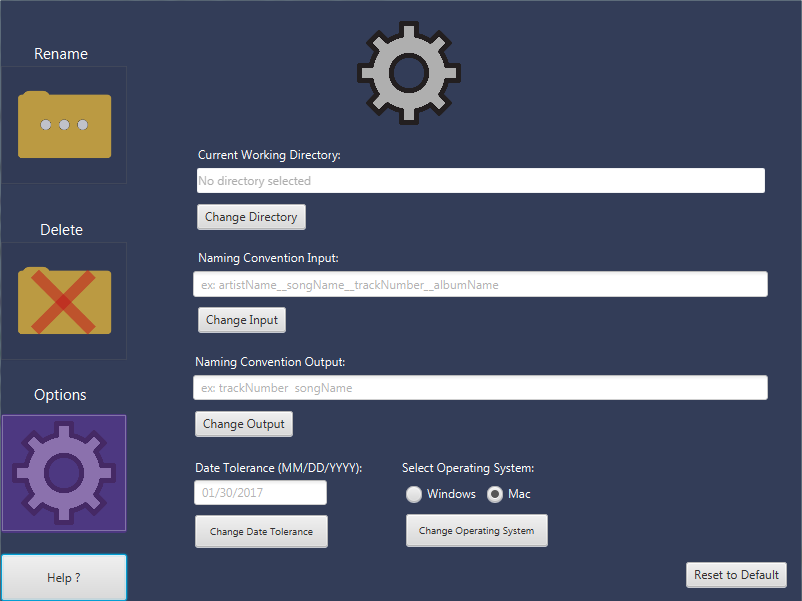 Rename
Delete
Options
Help ?
Current Working Directory:
No directory selected
Change Directory
Naming Convention Input:
ex: artistName__songName__trackNumber__albumName
Change Input
Naming Convention Output:
ex: trackNumber  songName
Change Output
Date Tolerance (MM/DD/YYYY):
01/30/2017
Change Date Tolerance
Select Operating System:
Windows Mac
Change Operating System
Reset to Default